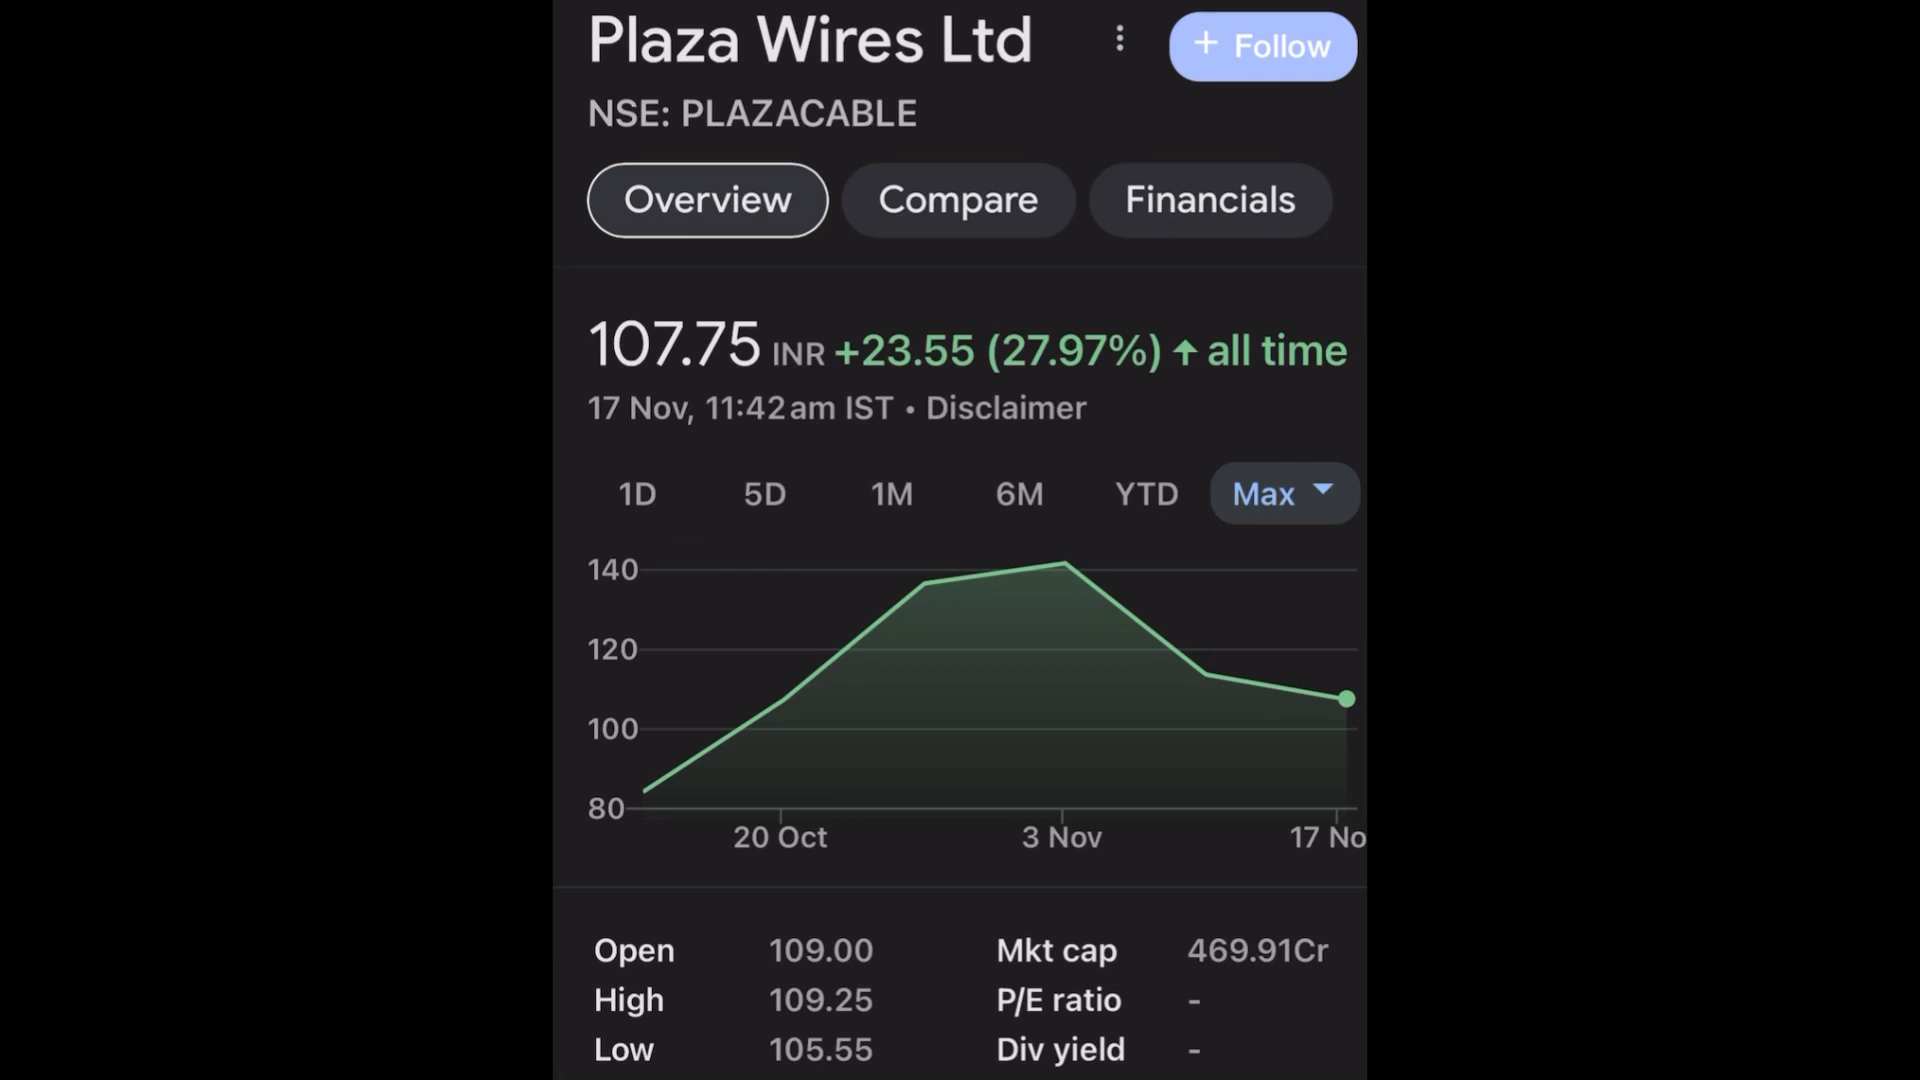 Plaza Wires Ltd
+ Follow
NSE: PLAZACABLE
Overview Compare Financials
107.75 INR +23.55 (27.97%) ↑ all time
17 Nov, 11:42 am IST • Disclaimer
1D 5D 1M 6M YTD Max
140
120
100
80
20 Oct 3 Nov 17 No
Open 109.00 Mkt cap 469.91Cr
High 109.25 P/E ratio -
Low 105.55 Div yield -